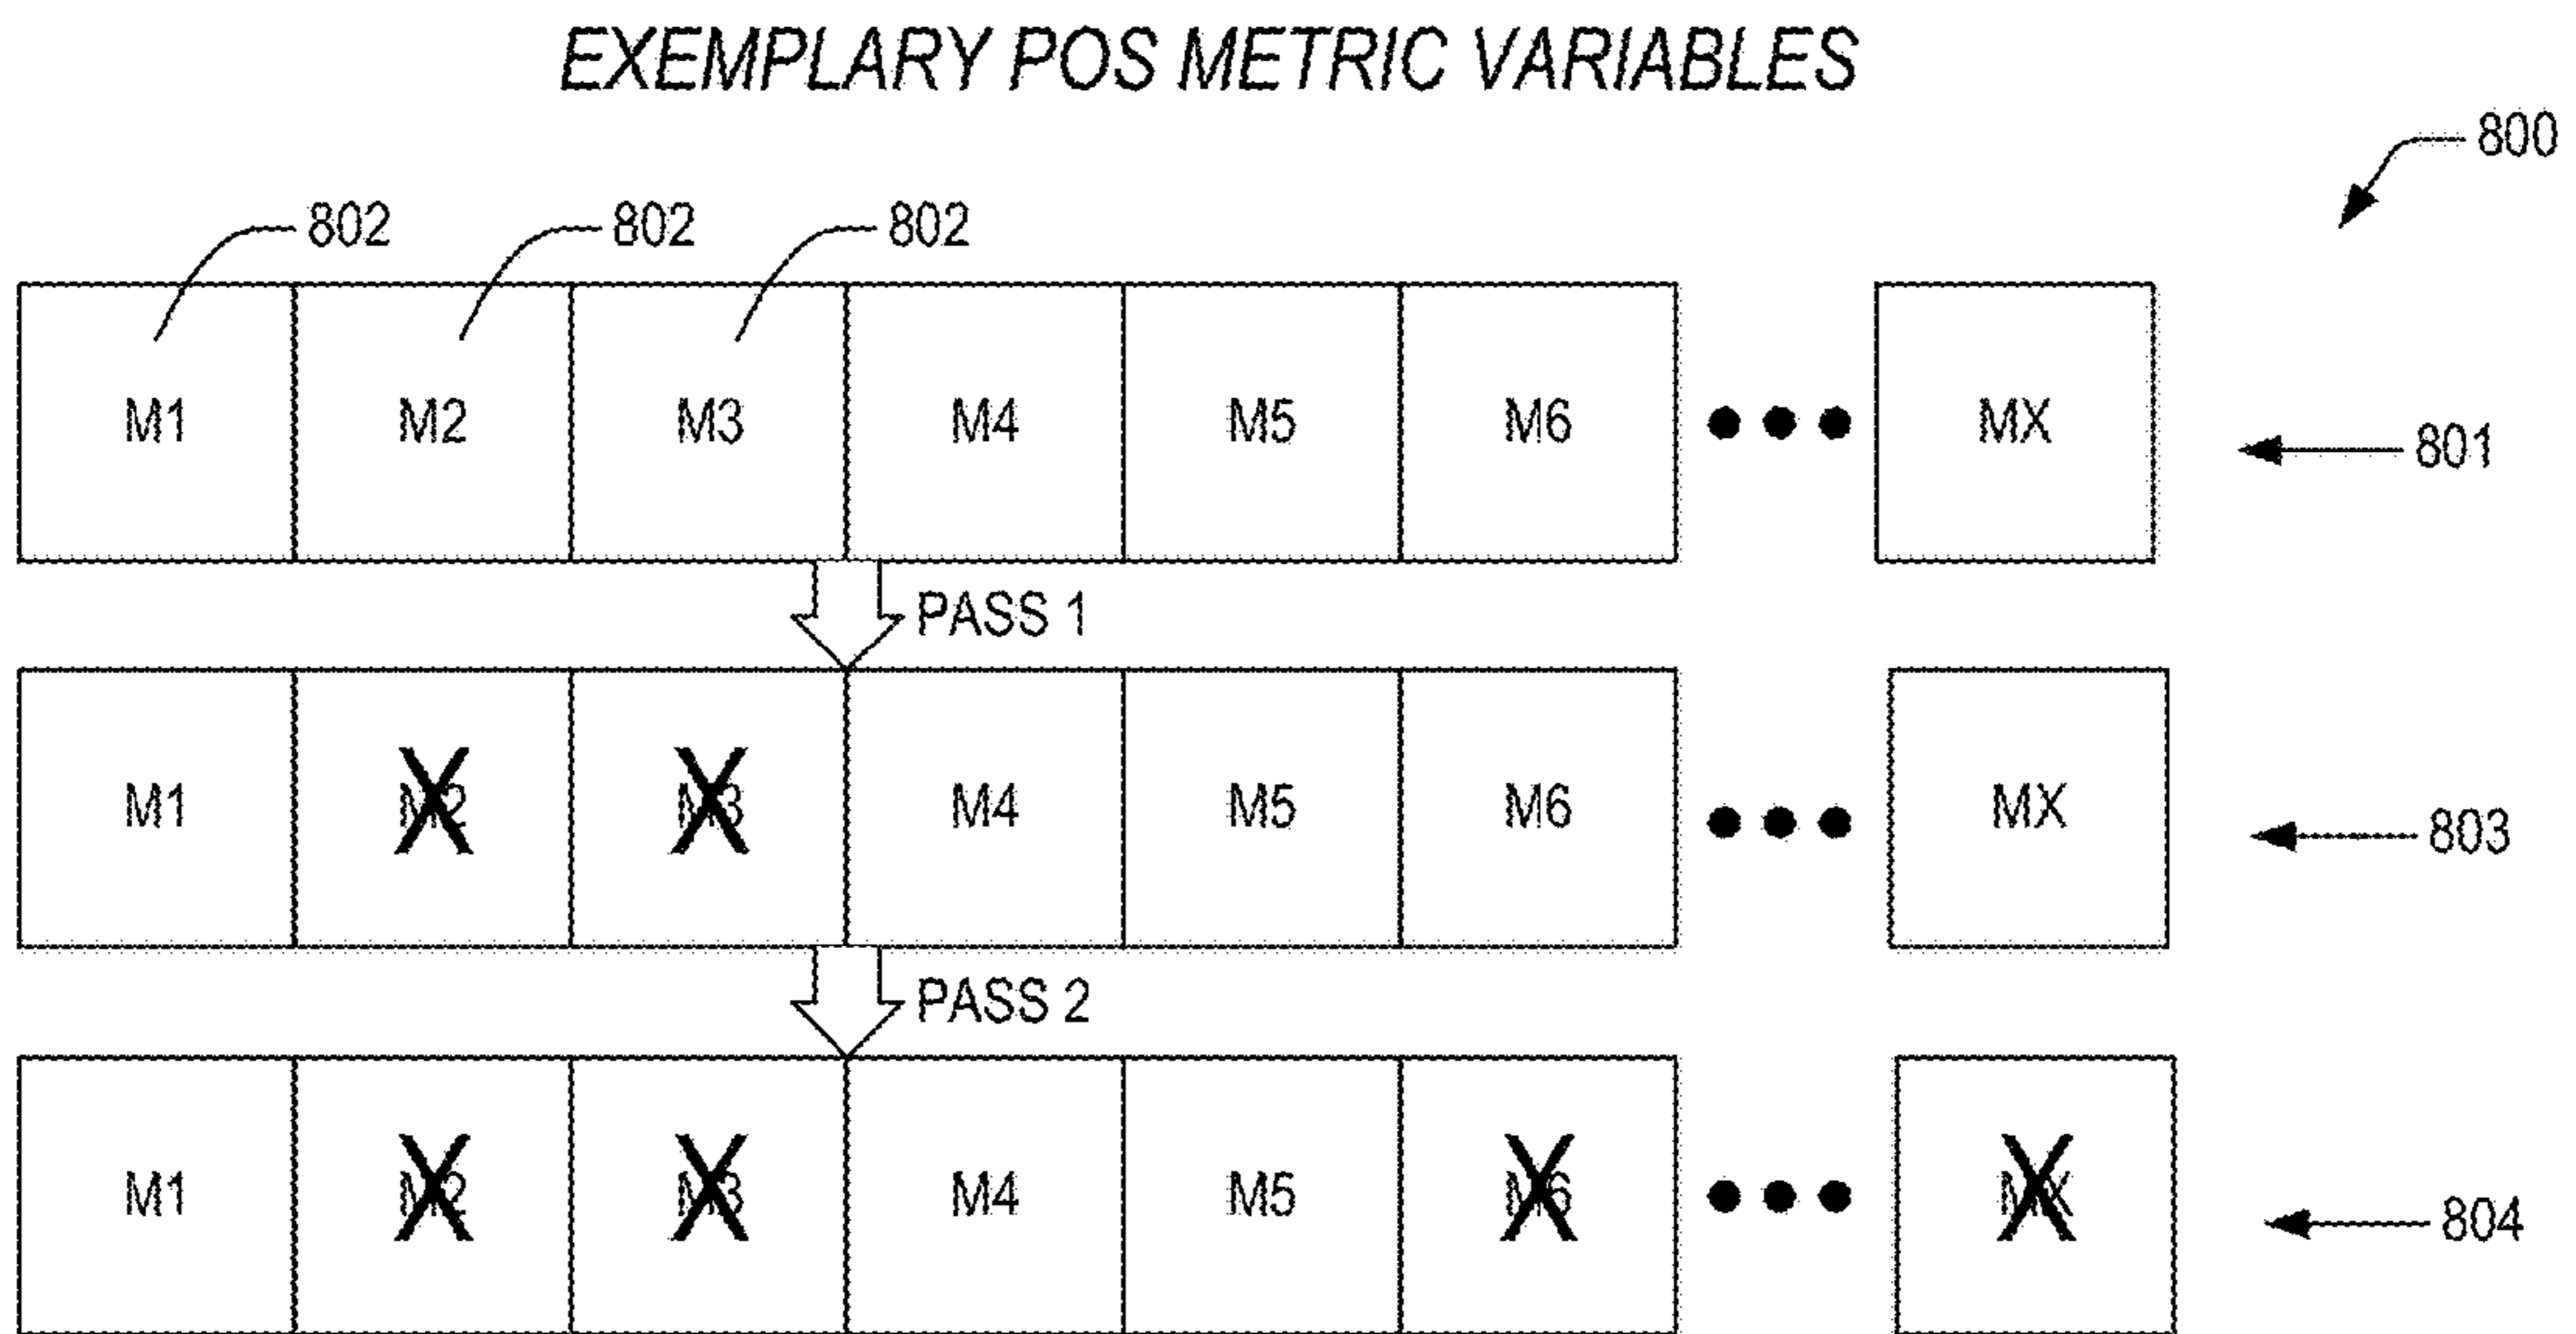 EXEMPLARY POS METRIC VARIABLES
800
802 802 802
M1 M2 M3 M4 M5 M6 MX
801
PASS 1
M1 M2 M3 M4 M5 M6 MX
803
PASS 2
M1 M2 M3 M4 M5 M6 MX
804